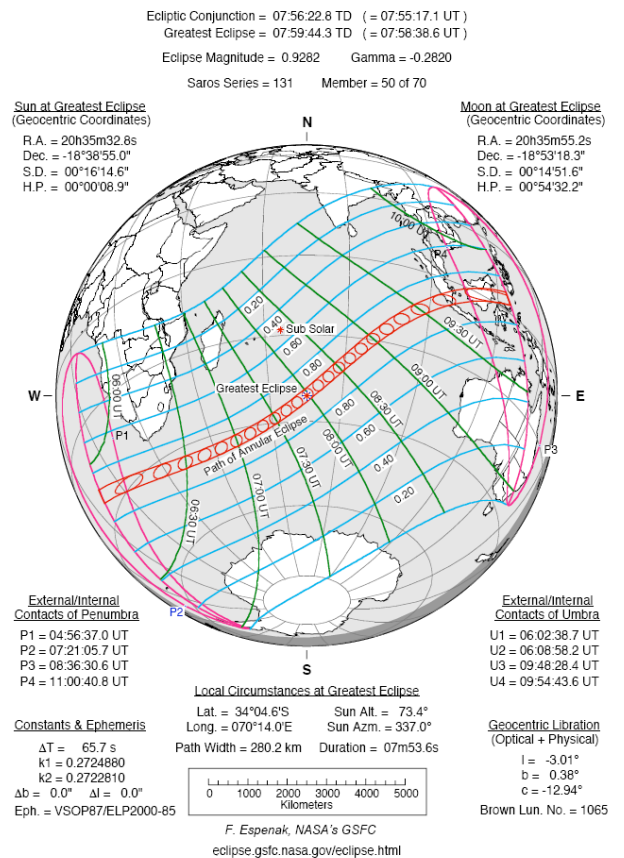 Ecliptic Conjunction = 07:56:22.8 TD ( = 07:55:17.1 UT )
Greatest Eclipse = 07:59:44.3 TD ( = 07:58:38.6 UT )
Eclipse Magnitude = 0.9282 Gamma = -0.2820
Saros Series = 131 Member = 50 of 70
Sun at Greatest Eclipse
(Geocentric Coordinates)
R.A. = 20h35m32.8s
Dec. = -18°38'55.0"
S.D. = 00°16'14.6"
H.P. = 00°00'08.9"
Moon at Greatest Eclipse
(Geocentric Coordinates)
R.A. = 20h35m55.2s
Dec. = -18°53'18.3"
S.D. = 00°14'51.6"
H.P. = 00°54'32.2"
N
10:00 UT
P4
0.20
0.40
Sub Solar
0.60
0.80
09:30 UT
06:00 UT
Greatest Eclipse
09:00 UT
W
E
0.80
08:30 UT
P1
Path of Annular Eclipse
0.60
08:00 UT
P3
0.40
07:30 UT
07:00 UT
0.20
06:30 UT
P2
S
External/Internal
Contacts of Penumbra
P1 = 04:56:37.0 UT
P2 = 07:21:05.7 UT
P3 = 08:36:30.6 UT
P4 = 11:00:40.8 UT
External/Internal
Contacts of Umbra
U1 = 06:02:38.7 UT
U2 = 06:08:58.2 UT
U3 = 09:48:28.4 UT
U4 = 09:54:43.6 UT
Local Circumstances at Greatest Eclipse
Lat. = 34°04.6'S Sun Alt. = 73.4°
Long. = 070°14.0'E Sun Azm. = 337.0°
Path Width = 280.2 km Duration = 07m53.6s
Constants & Ephemeris
ΔT = 65.7 s
k1 = 0.2724880
k2 = 0.2722810
Δb = 0.0" Δl = 0.0"
Eph. = VSOP87/ELP2000-85
Geocentric Libration
(Optical + Physical)
l = -3.01°
b = 0.38°
c = -12.94°
Brown Lun. No. = 1065
0 1000 2000 3000 4000 5000
Kilometers
F. Espenak, NASA's GSFC
eclipse.gsfc.nasa.gov/eclipse.html